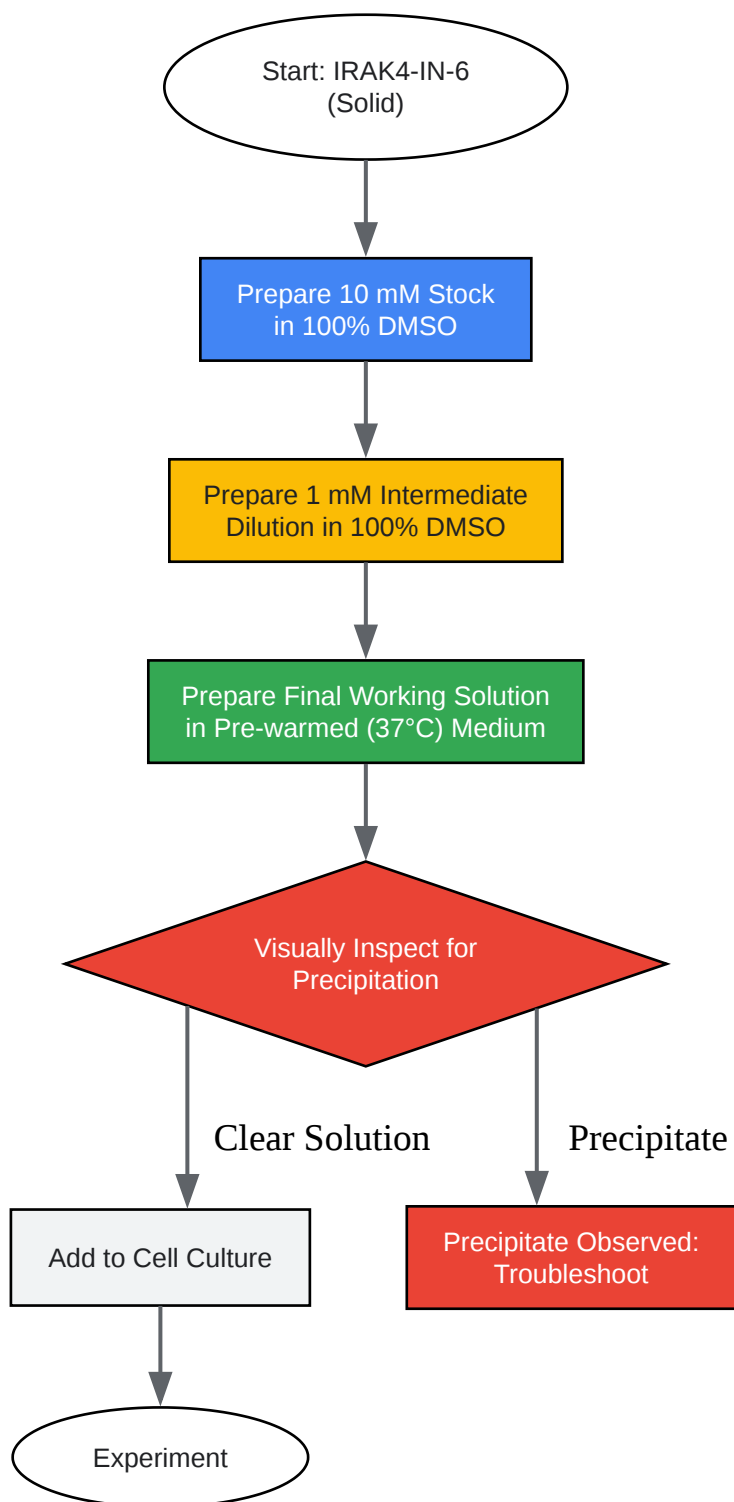 Start: IRAK4-IN-6
(Solid)
Prepare 10 mM Stock
in 100% DMSO
Prepare 1 mM Intermediate
Dilution in 100% DMSO
Prepare Final Working Solution
in Pre-warmed (37°C) Medium
Visually Inspect for
Precipitation
Clear Solution
Precipitate
Add to Cell Culture
Precipitate Observed:
Troubleshoot
Experiment